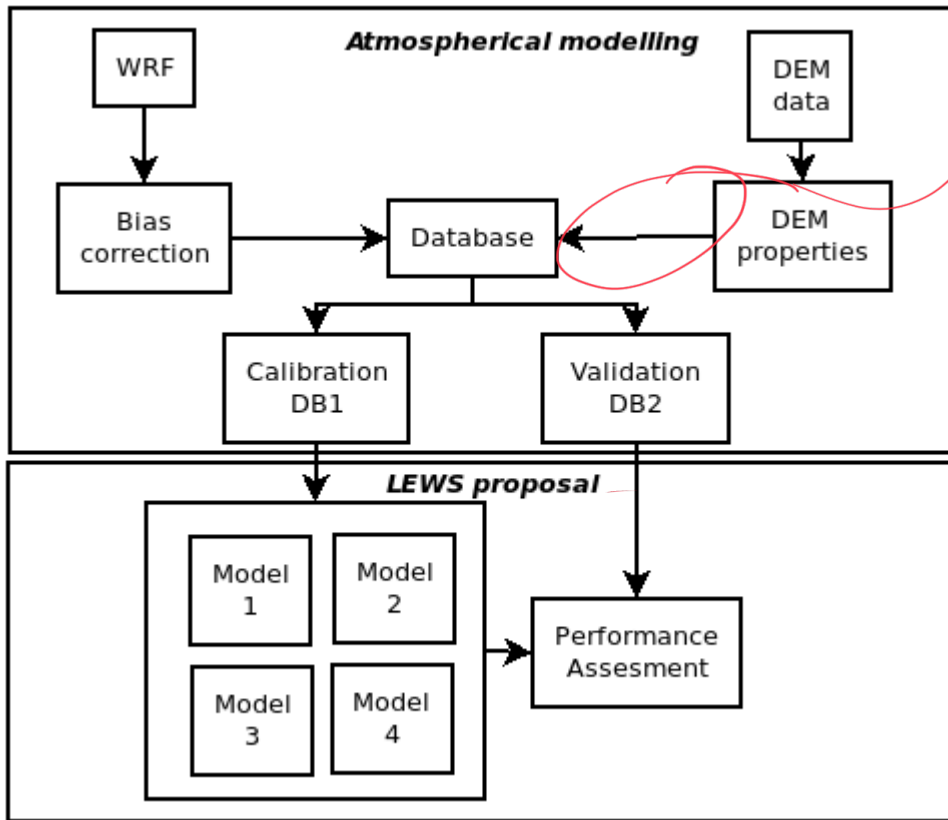 Atmospherical modelling
WRF
DEM
data
Bias
correction
Database
DEM
properties
Calibration
DB1
Validation
DB2
LEWS proposal
Model
1
Model
2
Model
3
Model
4
Performance
Assesment